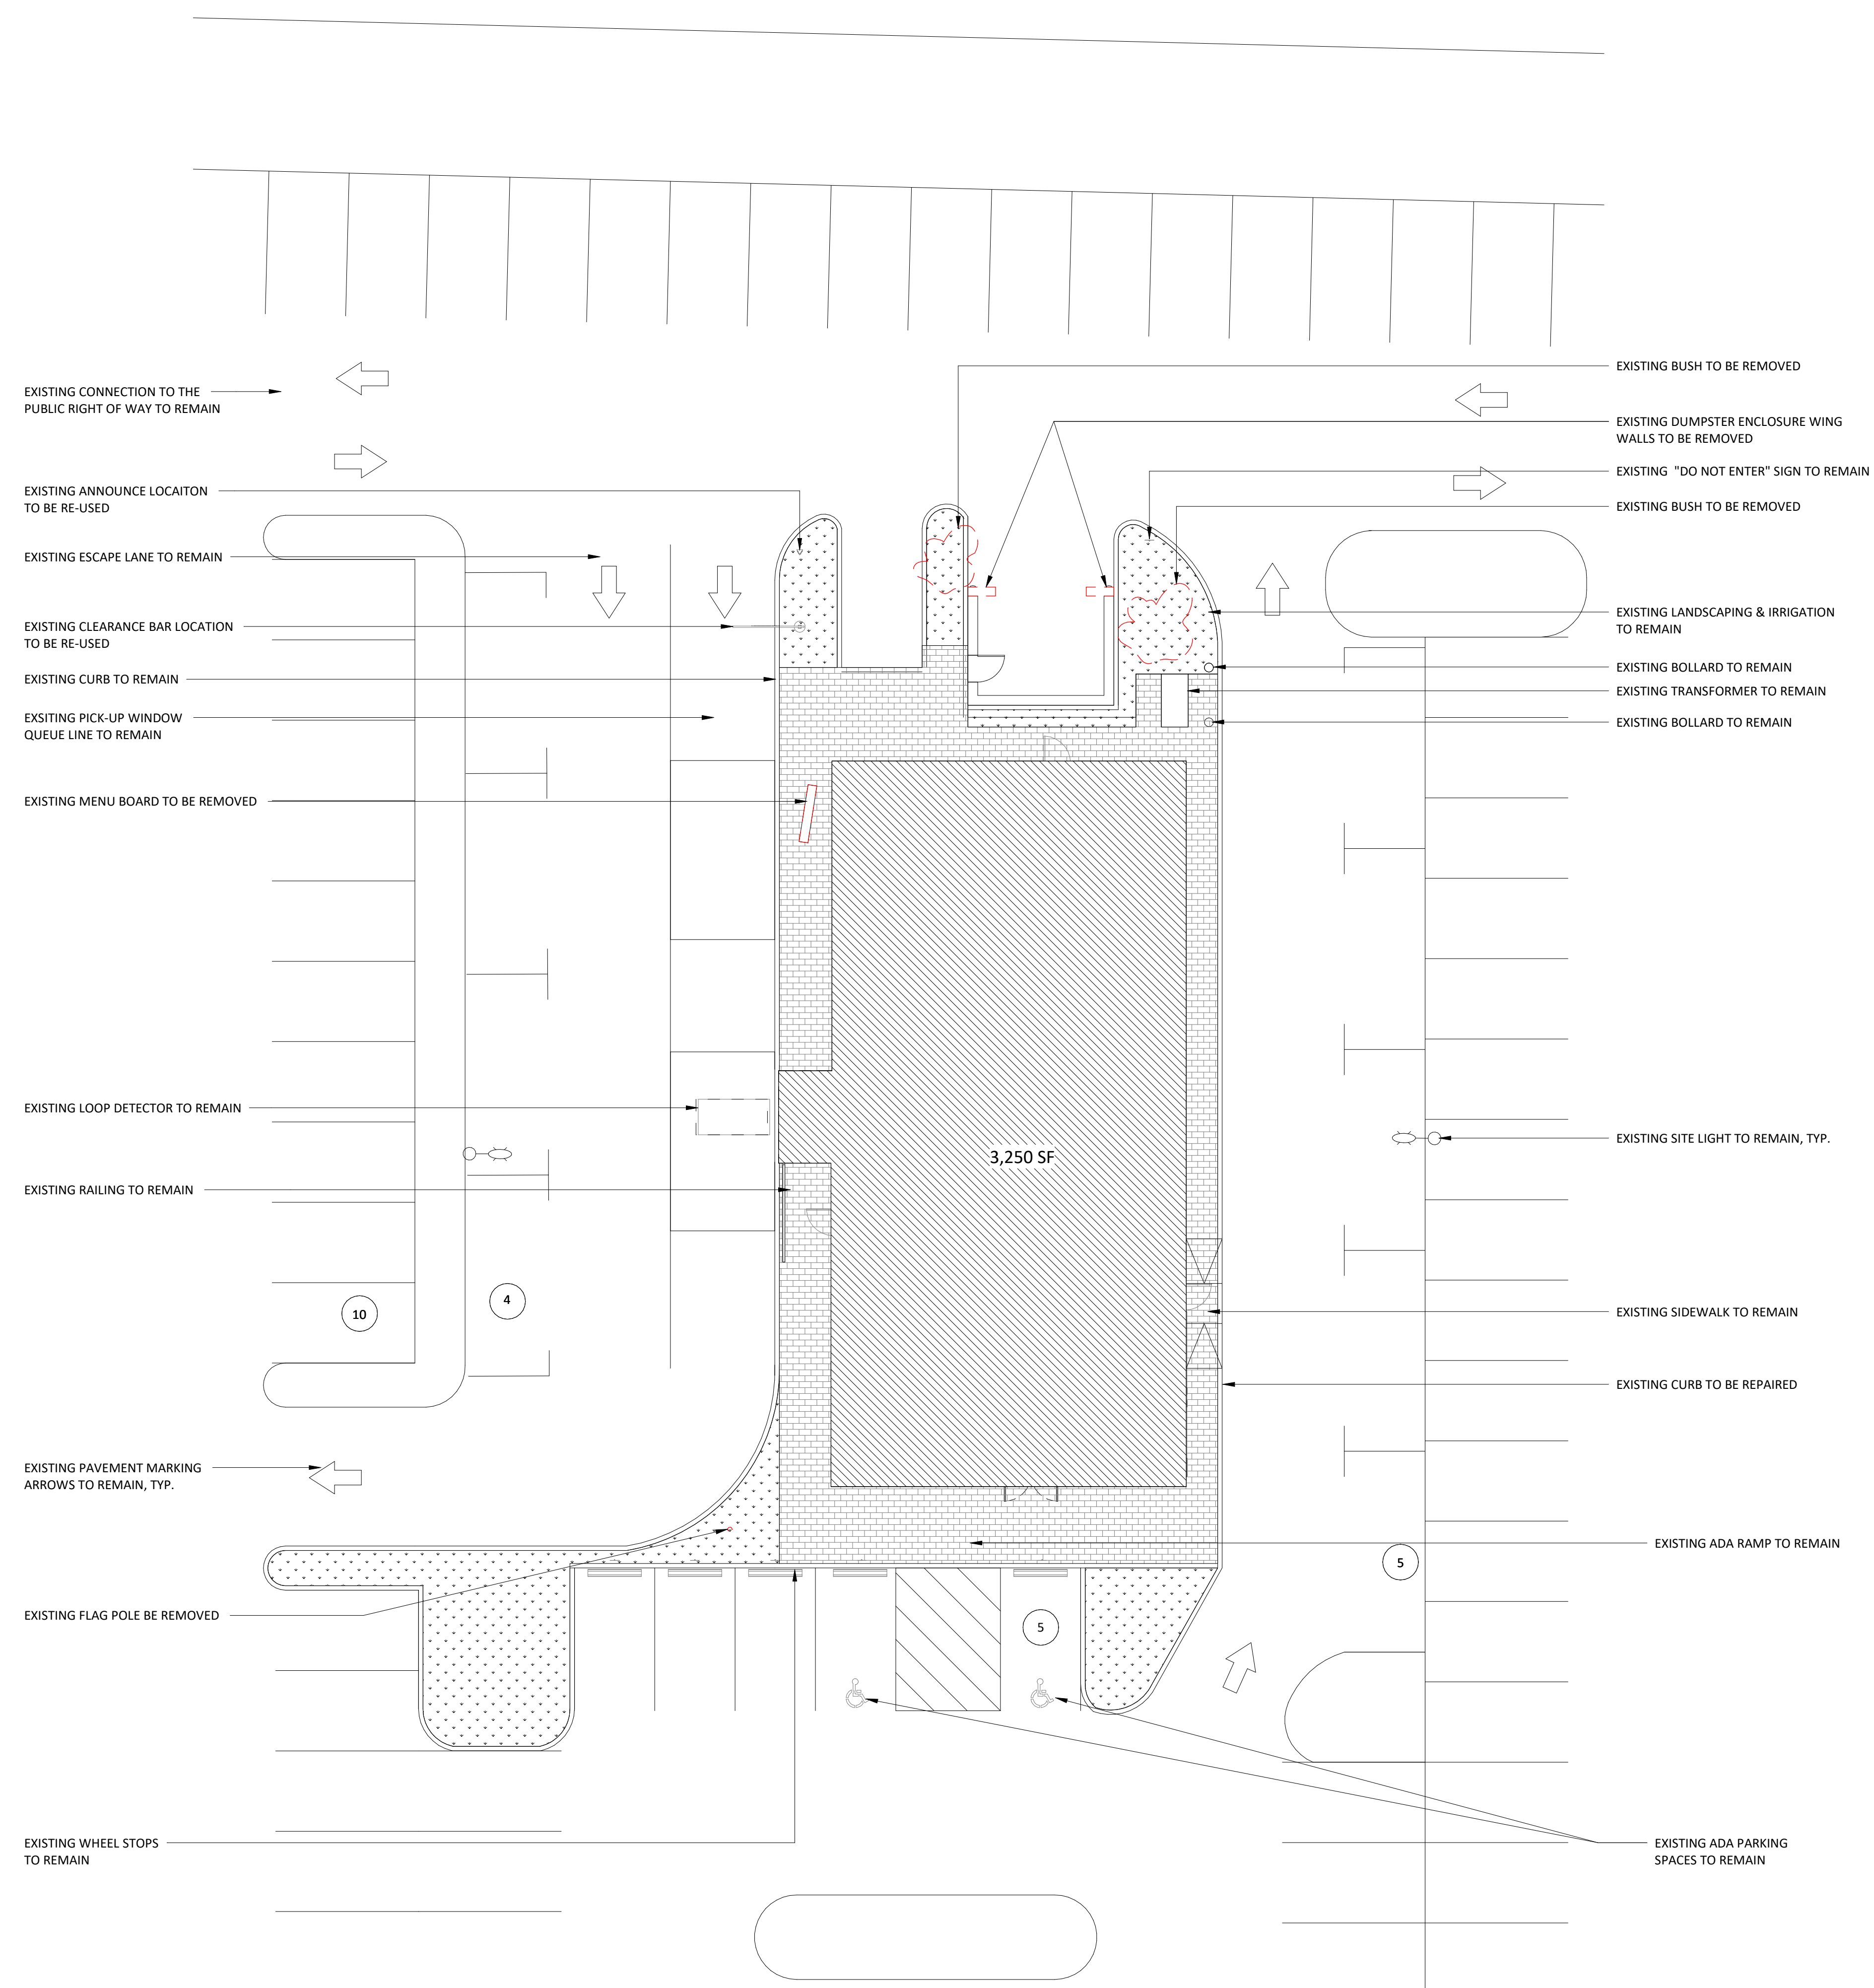 EXISTING CONNECTION TO THE
PUBLIC RIGHT OF WAY TO REMAIN
EXISTING ANNOUNCE LOCAITON
TO BE RE-USED
EXISTING ESCAPE LANE TO REMAIN
EXISTING CLEARANCE BAR LOCATION
TO BE RE-USED
EXISTING CURB TO REMAIN
EXSITING PICK-UP WINDOW
QUEUE LINE TO REMAIN
EXISTING MENU BOARD TO BE REMOVED
EXISTING LOOP DETECTOR TO REMAIN
EXISTING RAILING TO REMAIN
EXISTING PAVEMENT MARKING
ARROWS TO REMAIN, TYP.
EXISTING FLAG POLE BE REMOVED
EXISTING WHEEL STOPS
TO REMAIN
10
4
3,250 SF
5
5
EXISTING BUSH TO BE REMOVED
EXISTING DUMPSTER ENCLOSURE WING
WALLS TO BE REMOVED
EXISTING "DO NOT ENTER" SIGN TO REMAIN
EXISTING BUSH TO BE REMOVED
EXISTING LANDSCAPING & IRRIGATION
TO REMAIN
EXISTING BOLLARD TO REMAIN
EXISTING TRANSFORMER TO REMAIN
EXISTING BOLLARD TO REMAIN
EXISTING SITE LIGHT TO REMAIN, TYP.
EXISTING SIDEWALK TO REMAIN
EXISTING CURB TO BE REPAIRED
EXISTING ADA RAMP TO REMAIN
EXISTING ADA PARKING
SPACES TO REMAIN